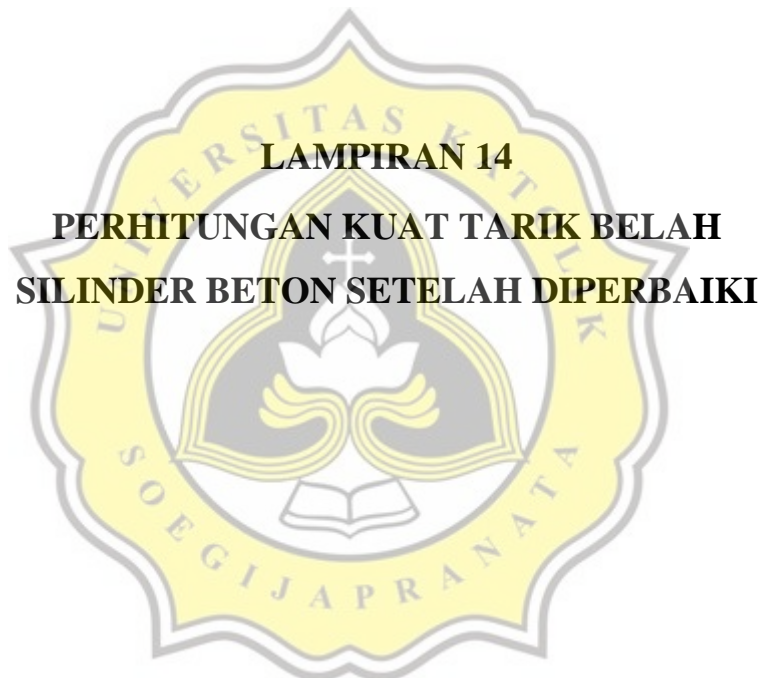 LAMPIRAN 14
PERHITUNGAN KUAT TARIK BELAH
SILINDER BETON SETELAH DIPERBAIKI
UNIVERSITAS KATOLIK
SOEGIJAPRANATA